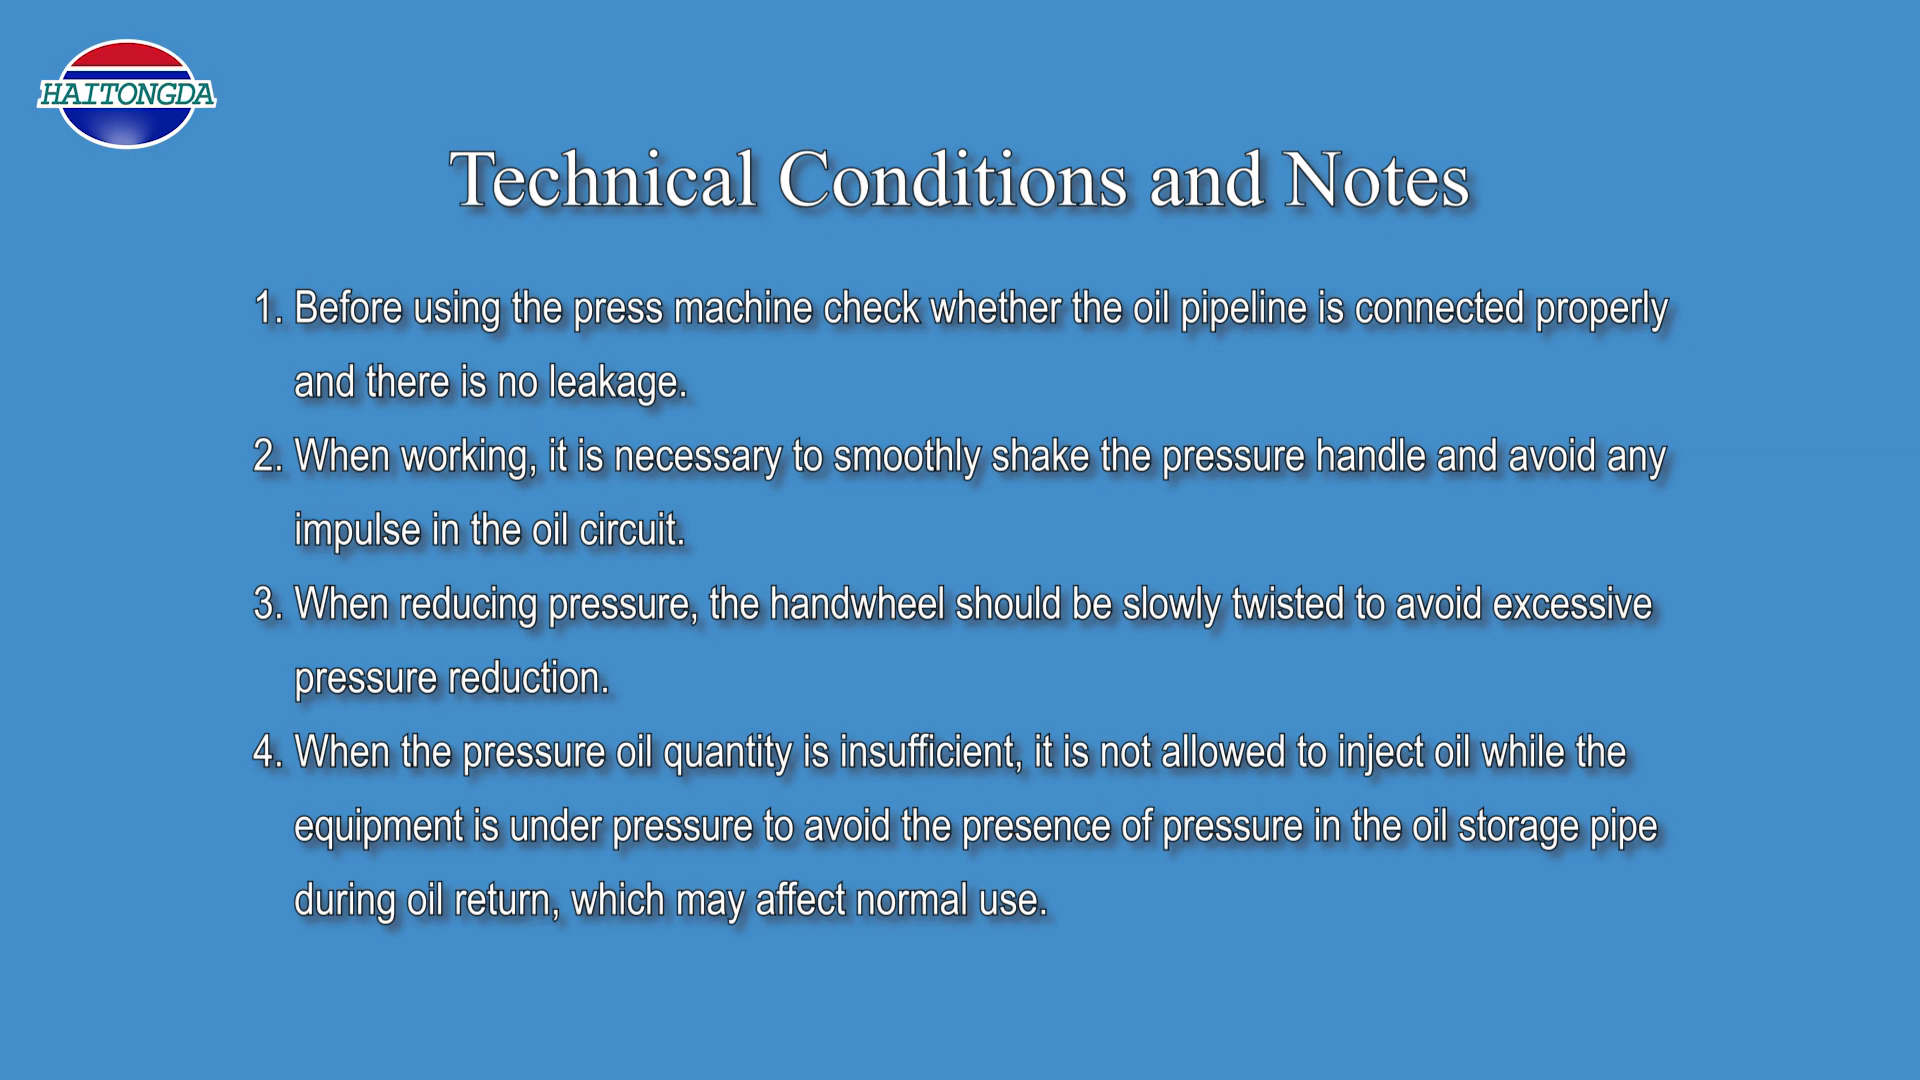 HAITONGDA
Technical Conditions and Notes
1. Before using the press machine check whether the oil pipeline is connected properly
and there is no leakage.
2. When working, it is necessary to smoothly shake the pressure handle and avoid any
impulse in the oil circuit.
3. When reducing pressure, the handwheel should be slowly twisted to avoid excessive
pressure reduction.
4. When the pressure oil quantity is insufficient, it is not allowed to inject oil while the
equipment is under pressure to avoid the presence of pressure in the oil storage pipe
during oil return, which may affect normal use.